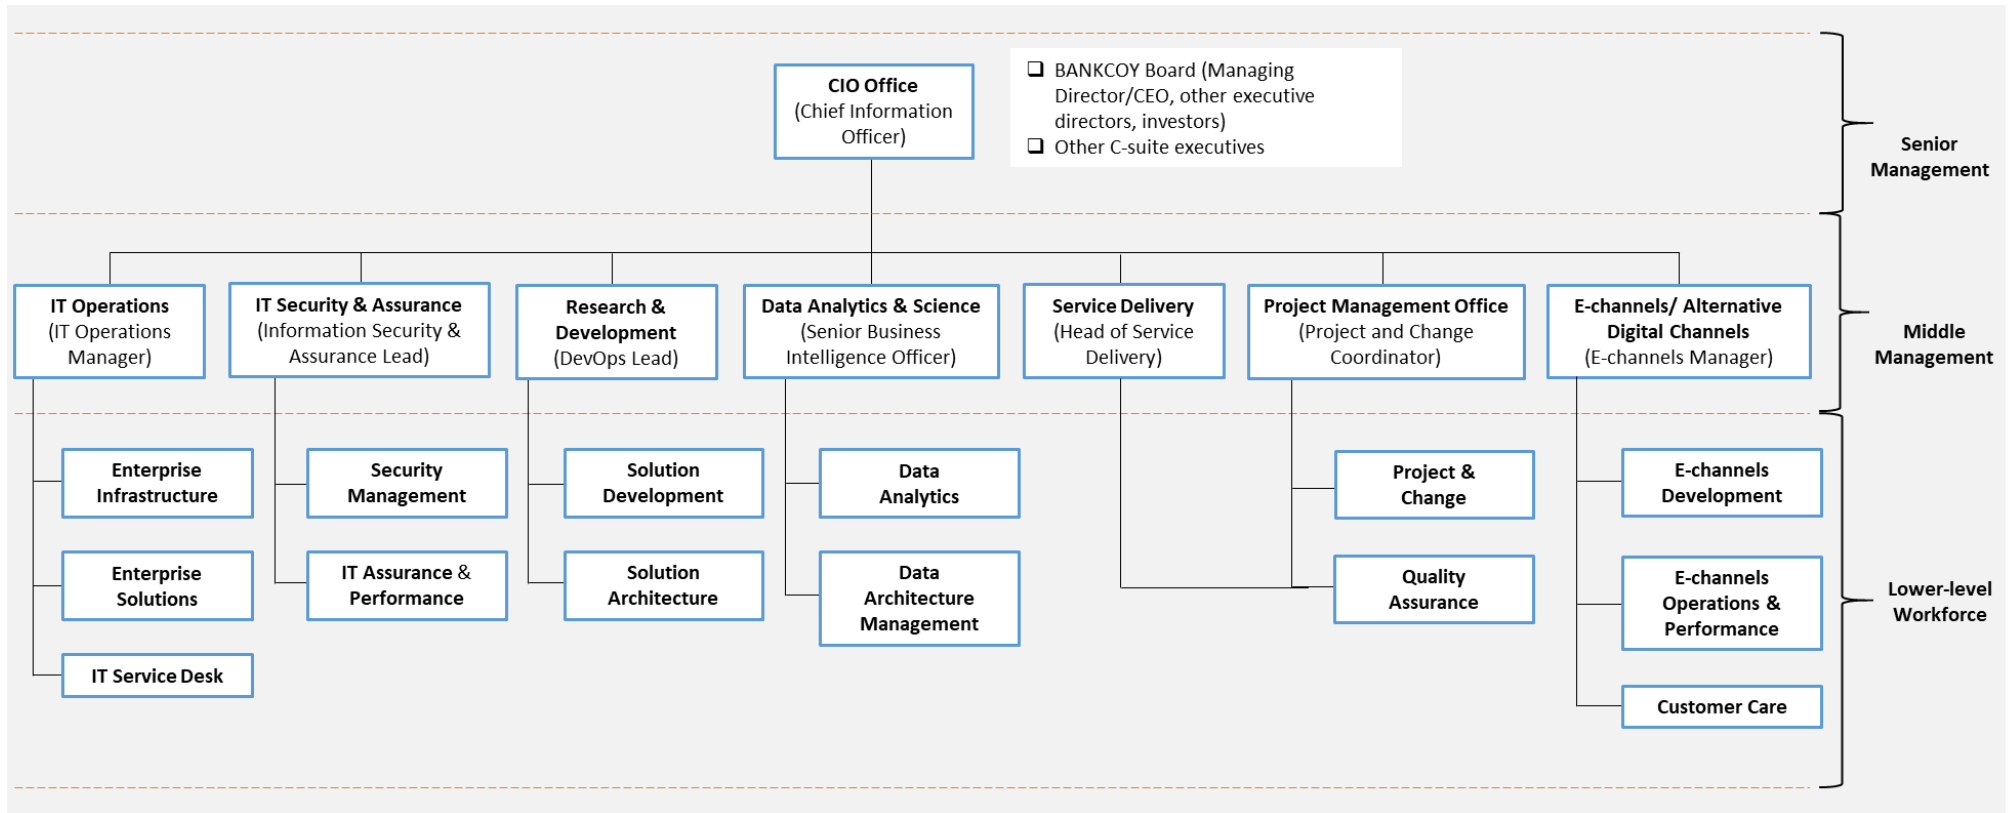 CIO Office
(Chief Information
Officer)
❑ BANKCOY Board (Managing
Director/CEO, other executive
directors, investors)
❑ Other C-suite executives
Senior
Management
IT Operations
(IT Operations
Manager)
IT Security & Assurance
(Information Security &
Assurance Lead)
Research &
Development
(DevOps Lead)
Data Analytics & Science
(Senior Business
Intelligence Officer)
Service Delivery
(Head of Service
Delivery)
Project Management Office
(Project and Change
Coordinator)
E-channels/ Alternative
Digital Channels
(E-channels Manager)
Middle
Management
Enterprise
Infrastructure
Security
Management
Solution
Development
Data
Analytics
Project &
Change
E-channels
Development
Enterprise
Solutions
IT Assurance &
Performance
Solution
Architecture
Data
Architecture
Management
Quality
Assurance
E-channels
Operations &
Performance
Lower-level
Workforce
IT Service Desk
Customer Care